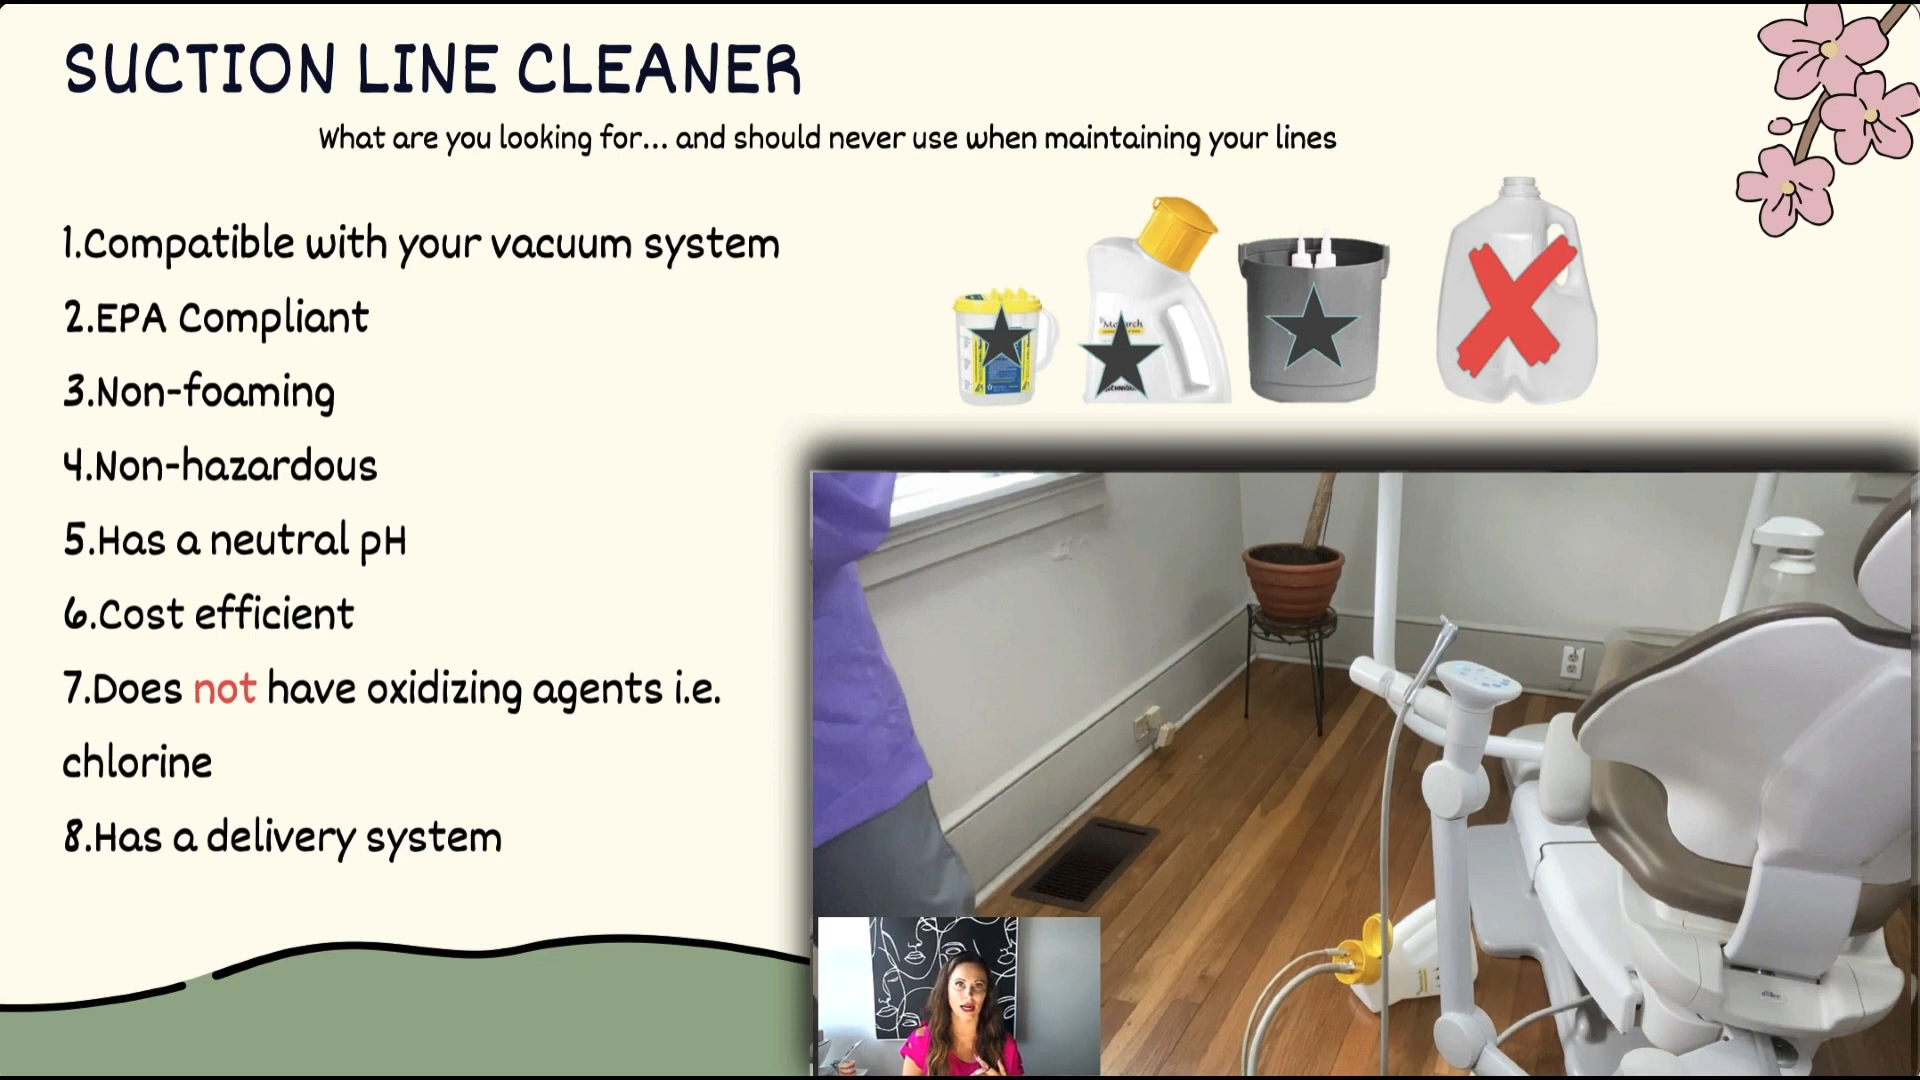 SUCTION LINE CLEANER
What are you looking for... and should never use when maintaining your lines
1.Compatible with your vacuum system
2.EPA Compliant
3.Non-foaming
4.Non-hazardous
5.Has a neutral pH
6.Cost efficient
7.Does not have oxidizing agents i.e.
chlorine
8.Has a delivery system